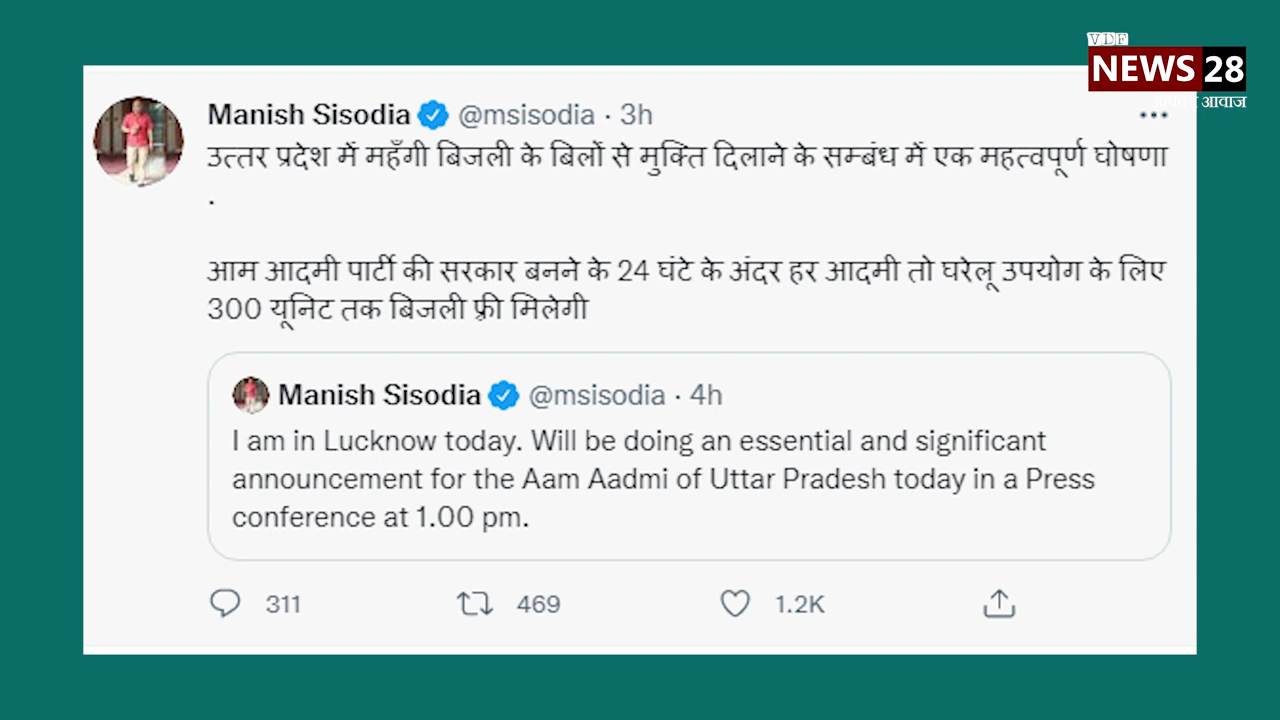 VDF
NEWS 28
आवाज
Manish Sisodia @msisodia · 3h
उत्तर प्रदेश में महँगी बिजली के बिलों से मुक्ति दिलाने के सम्बंध में एक महत्वपूर्ण घोषणा
.
आम आदमी पार्टी की सरकार बनने के 24 घंटे के अंदर हर आदमी तो घरेलू उपयोग के लिए
300 यूनिट तक बिजली फ़्री मिलेगी
Manish Sisodia @msisodia · 4h
I am in Lucknow today. Will be doing an essential and significant
announcement for the Aam Aadmi of Uttar Pradesh today in a Press
conference at 1.00 pm.
311 469 1.2K